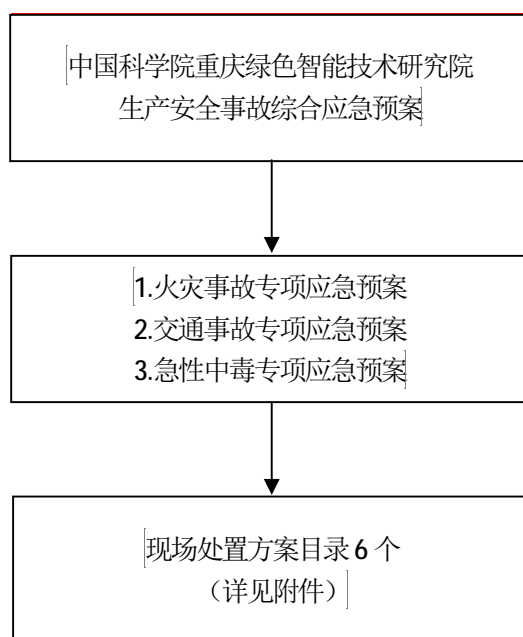 中国科学院重庆绿色智能技术研究院
生产安全事故综合应急预案
1.火灾事故专项应急预案
2.交通事故专项应急预案
3.急性中毒专项应急预案
现场处置方案目录 6 个
（详见附件）